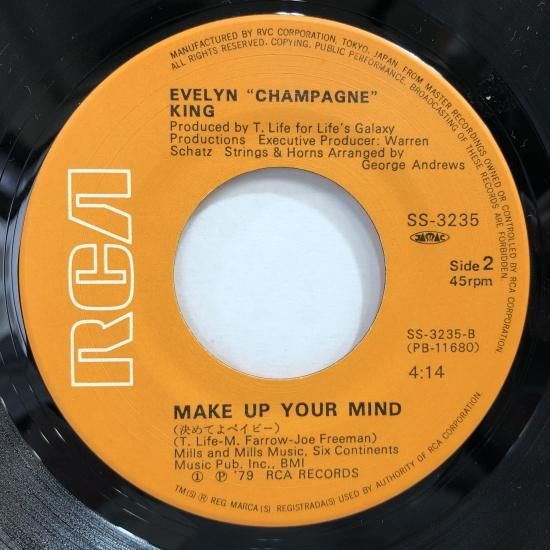 MANUFACTURED BY RVC CORPORATION, TOKYO, JAPAN FROM MASTER RECORDINGS OWNED OR CONTROLLED BY RCA CORPORATION.
ALL RIGHTS RESERVED. COPYING, PUBLIC PERFORMANCE, BROADCASTING OF THESE RECORDS ARE FORBIDDEN.
EVELYN "CHAMPAGNE"
KING
Produced by T. Life for Life's Galaxy
Productions Executive Producer: Warren
Schatz Strings & Horns Arranged by
George Andrews
RCA
SS-3235
JASRAC
Side 2
45rpm
SS-3235-B
(PB-11680)
4:14
MAKE UP YOUR MIND
(決めてよベイビー)
(T. Life-M. Farrow-Joe Freeman)
Mills and Mills Music, Six Continents
Music Pub. Inc., BMI
① ℗ '79 RCA RECORDS
TM(S) ® REG MARCA(S) REGISTRADA(S) USED BY AUTHORITY OF RCA CORPORATION.